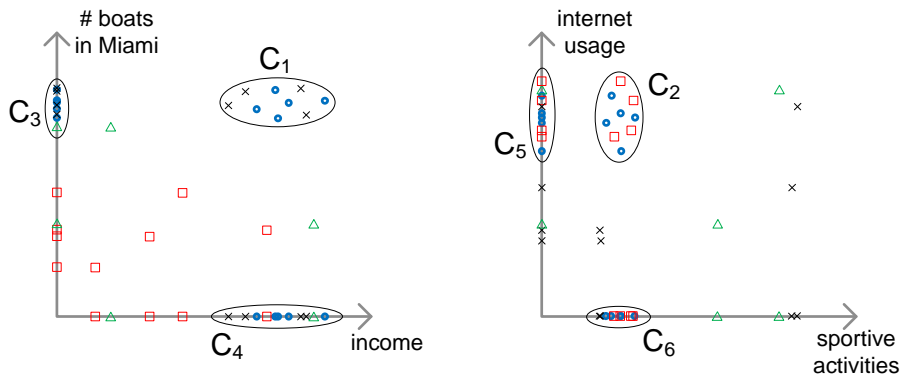 # boats
in Miami
C1
C3
C4
income
internet
usage
C2
C5
C6
sportive
activities